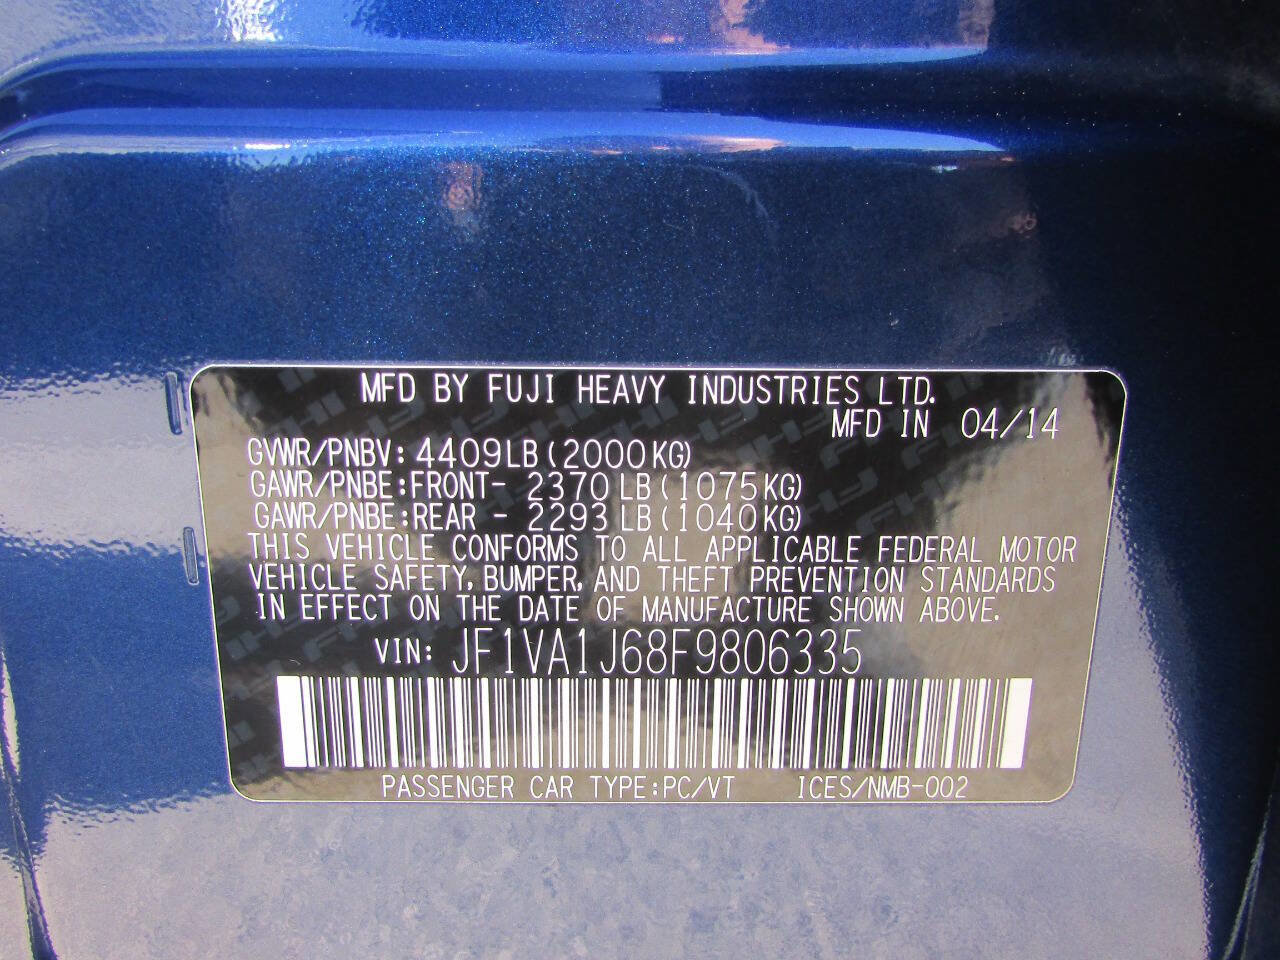 MFD BY FUJI HEAVY INDUSTRIES LTD.
MFD IN 04/14
GVWR/PNBV: 4409LB(2000KG)
GAWR/PNBE:FRONT- 2370LB(1075KG)
GAWR/PNBE:REAR - 2293LB(1040KG)
THIS VEHICLE CONFORMS TO ALL APPLICABLE FEDERAL MOTOR
VEHICLE SAFETY, BUMPER, AND THEFT PREVENTION STANDARDS
IN EFFECT ON THE DATE OF MANUFACTURE SHOWN ABOVE.
VIN: JF1VA1J68F9806335
PASSENGER CAR TYPE:PC/VT ICES/NMB-002